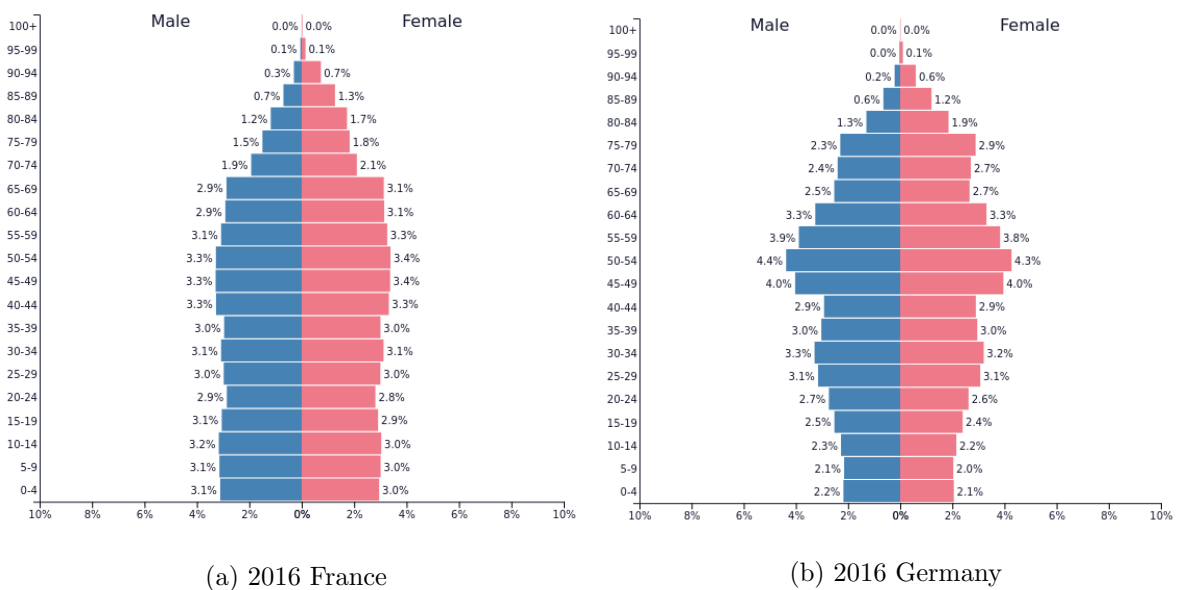 Male Female
100+ 0.0% 0.0%
95-99 0.1% 0.1%
90-94 0.3% 0.7%
85-89 0.7% 1.3%
80-84 1.2% 1.7%
75-79 1.5% 1.8%
70-74 1.9% 2.1%
65-69 2.9% 3.1%
60-64 2.9% 3.1%
55-59 3.1% 3.3%
50-54 3.3% 3.4%
45-49 3.3% 3.4%
40-44 3.3% 3.3%
35-39 3.0% 3.0%
30-34 3.1% 3.1%
25-29 3.0% 3.0%
20-24 2.9% 2.8%
15-19 3.1% 2.9%
10-14 3.2% 3.0%
5-9 3.1% 3.0%
0-4 3.1% 3.0%
10% 8% 6% 4% 2% 0% 2% 4% 6% 8% 10%
(a) 2016 France
Male Female
100+ 0.0% 0.0%
95-99 0.0% 0.1%
90-94 0.2% 0.6%
85-89 0.6% 1.2%
80-84 1.3% 1.9%
75-79 2.3% 2.9%
70-74 2.4% 2.7%
65-69 2.5% 2.7%
60-64 3.3% 3.3%
55-59 3.9% 3.8%
50-54 4.4% 4.3%
45-49 4.0% 4.0%
40-44 2.9% 2.9%
35-39 3.0% 3.0%
30-34 3.3% 3.2%
25-29 3.1% 3.1%
20-24 2.7% 2.6%
15-19 2.5% 2.4%
10-14 2.3% 2.2%
5-9 2.1% 2.0%
0-4 2.2% 2.1%
10% 8% 6% 4% 2% 0% 2% 4% 6% 8% 10%
(b) 2016 Germany